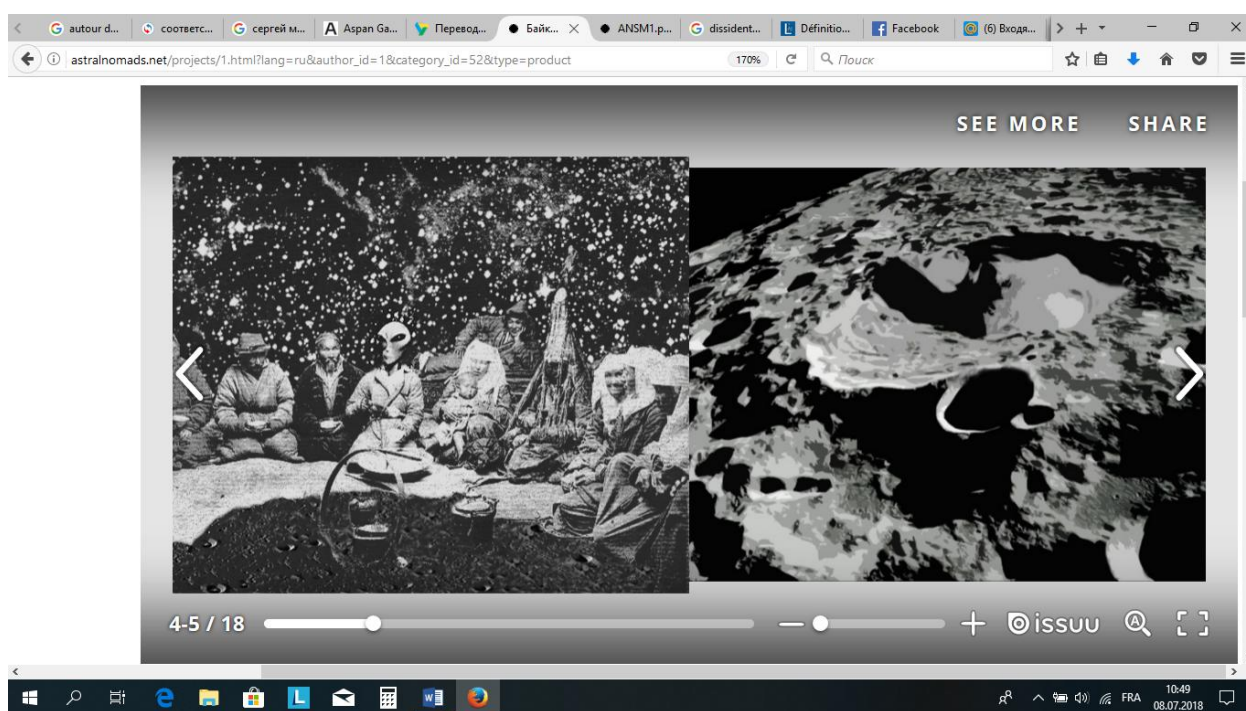 autour d...
соответс...
сергей м...
Aspan Ga...
Перевод...
Байк...
ANSM1.p...
dissident...
Définitio...
Facebook
(6) Входя...
astralnomads.net/projects/1.html?lang=ru&author_id=1&category_id=52&type=product
170%
Поиск
SEE MORE SHARE
4-5 / 18
issuu
FRA
10:49
08.07.2018